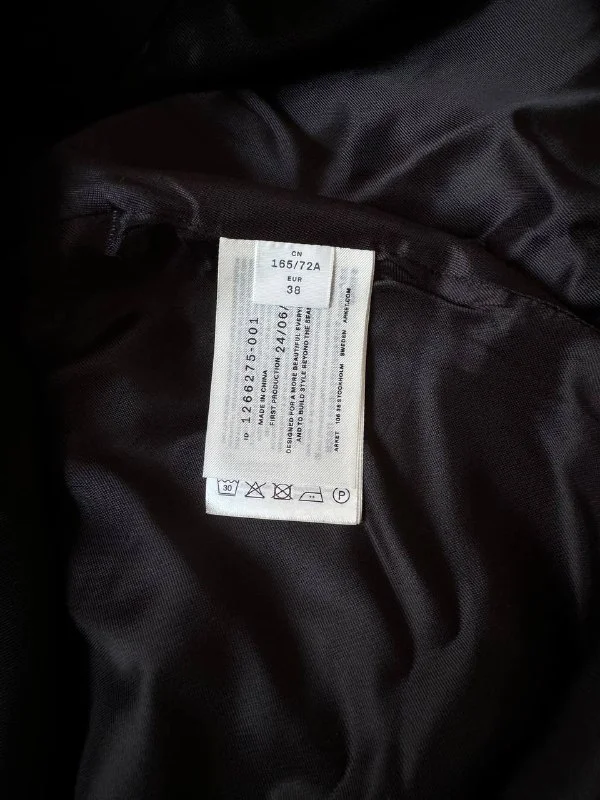 CN
165/72A
EUR
38
ID 1266275-001
MADE IN CHINA
FIRST PRODUCTION 24/06/
DESIGNED FOR A MORE BEAUTIFUL EVERY
AND TO BUILD STYLE BEYOND THE SEA
ARKET 106 38 STOCKHOLM SWEDEN ARKET.COM
30
P